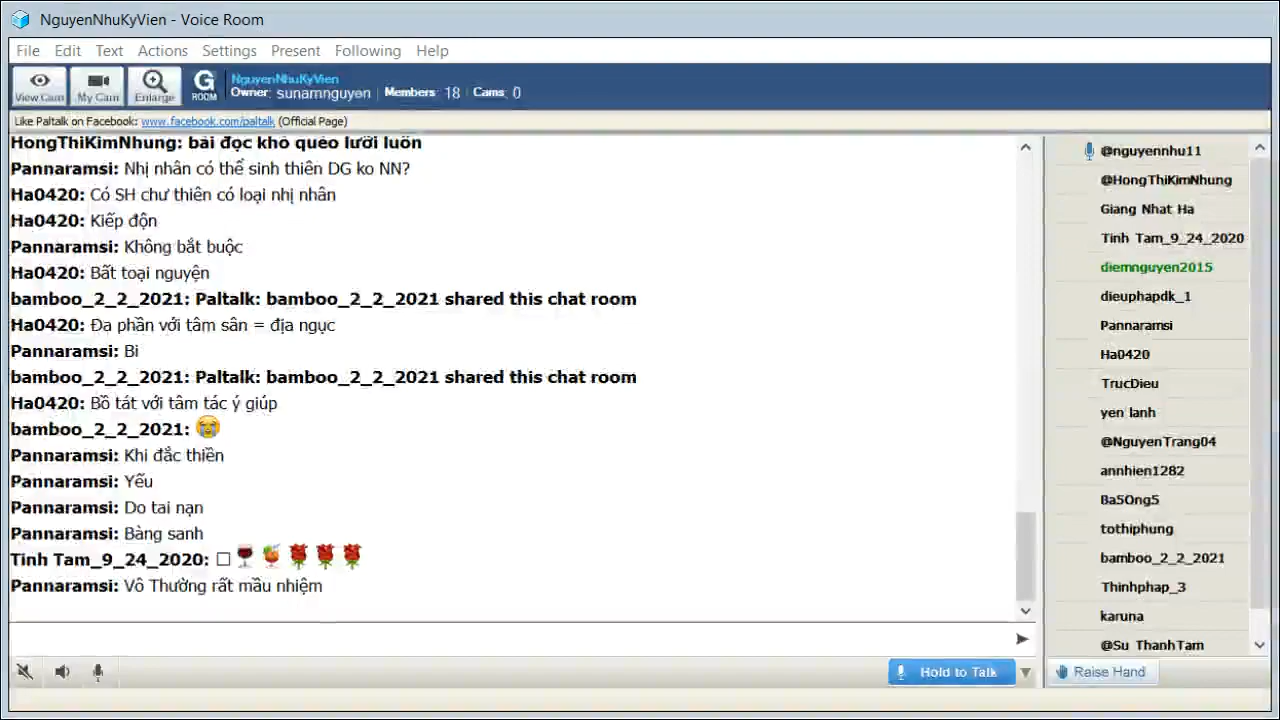 NguyenNhuKyVien - Voice Room
File Edit Text Actions Settings Present Following Help
View Cam My Cam Enlarge G ROOM
NguyenNhuKyVien
Owner: sunamnguyen Members: 18 Cams: 0
Like Paltalk on Facebook: www.facebook.com/paltalk (Official Page)
HongThiKimNhung: bài đọc khô quéo lưỡi luôn
Pannaramsi: Nhị nhân có thể sinh thiên DG ko NN?
Ha0420: Có SH chư thiên có loại nhị nhân
Ha0420: Kiếp độn
Pannaramsi: Không bắt buộc
Ha0420: Bất toại nguyện
bamboo_2_2_2021: Paltalk: bamboo_2_2_2021 shared this chat room
Ha0420: Đa phần với tâm sân = địa ngục
Pannaramsi: Bi
bamboo_2_2_2021: Paltalk: bamboo_2_2_2021 shared this chat room
Ha0420: Bồ tát với tâm tác ý giúp
bamboo_2_2_2021:
Pannaramsi: Khi đắc thiền
Pannaramsi: Yếu
Pannaramsi: Do tai nạn
Pannaramsi: Bàng sanh
Tinh Tam_9_24_2020:
Pannaramsi: Vô Thường rất mầu nhiệm
Hold to Talk
@nguyennhu11
@HongThiKimNhung
Giang Nhat Ha
Tinh Tam_9_24_2020
diemnguyen2015
dieuphapdk_1
Pannaramsi
Ha0420
TrucDieu
yen lanh
@NguyenTrang04
annhien1282
Ba5Ong5
tothiphung
bamboo_2_2_2021
Thinhphap_3
karuna
@Su ThanhTam
Raise Hand